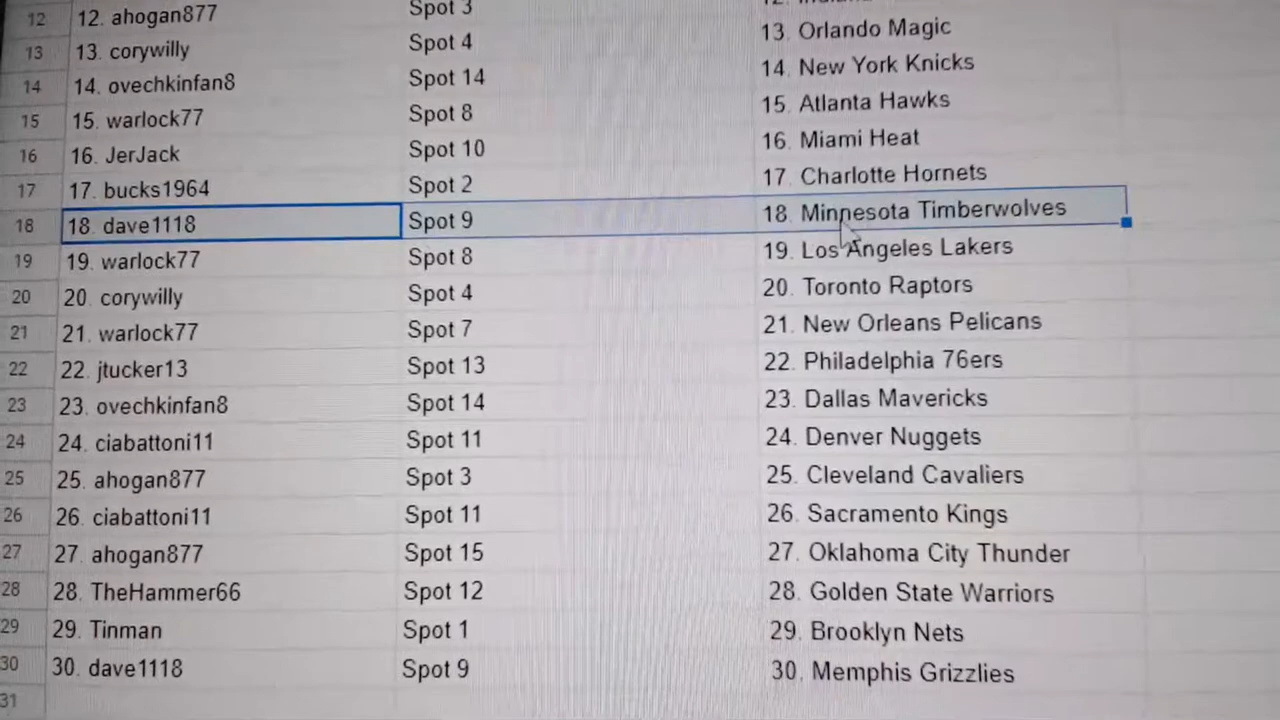 12 12. ahogan877 Spot 3
13 13. corywilly Spot 4 13. Orlando Magic
14 14. ovechkinfan8 Spot 14 14. New York Knicks
15 15. warlock77 Spot 8 15. Atlanta Hawks
16 16. JerJack Spot 10 16. Miami Heat
17 17. bucks1964 Spot 2 17. Charlotte Hornets
18 18. dave1118 Spot 9 18. Minnesota Timberwolves
19 19. warlock77 Spot 8 19. Los Angeles Lakers
20 20. corywilly Spot 4 20. Toronto Raptors
21 21. warlock77 Spot 7 21. New Orleans Pelicans
22 22. jtucker13 Spot 13 22. Philadelphia 76ers
23 23. ovechkinfan8 Spot 14 23. Dallas Mavericks
24 24. ciabattoni11 Spot 11 24. Denver Nuggets
25 25. ahogan877 Spot 3 25. Cleveland Cavaliers
26 26. ciabattoni11 Spot 11 26. Sacramento Kings
27 27. ahogan877 Spot 15 27. Oklahoma City Thunder
28 28. TheHammer66 Spot 12 28. Golden State Warriors
29 29. Tinman Spot 1 29. Brooklyn Nets
30 30. dave1118 Spot 9 30. Memphis Grizzlies
31